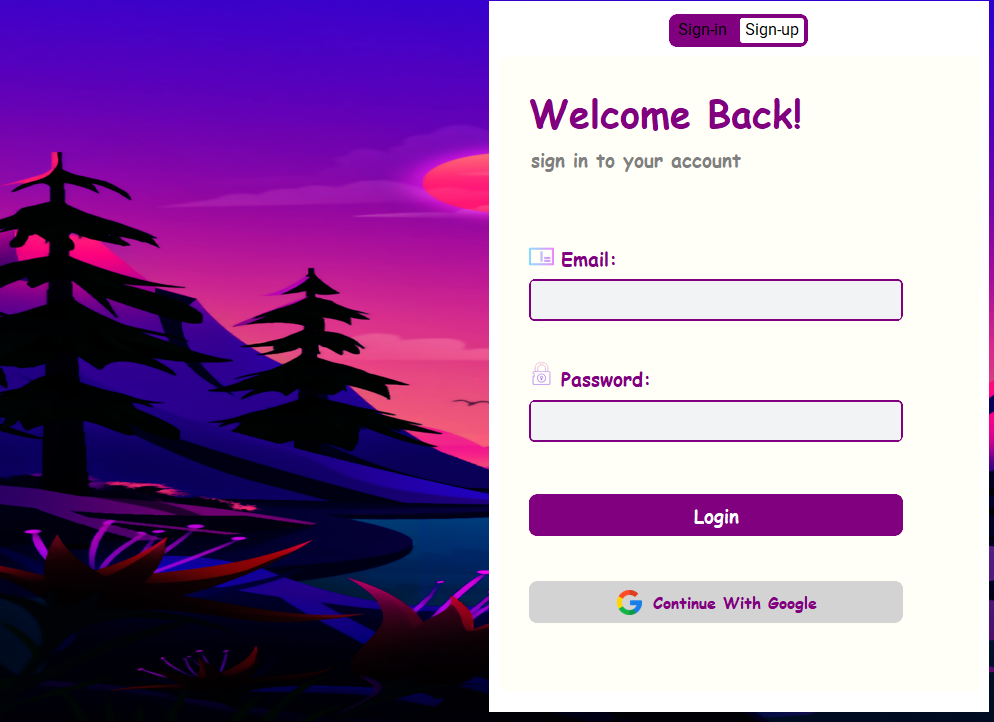 Sign-in Sign-up
Welcome Back!
sign in to your account
Email:
Password:
Login
Continue With Google